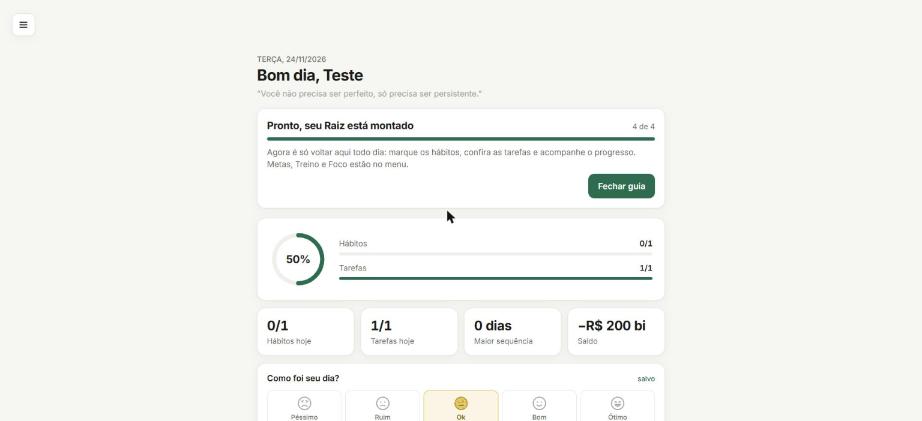 TERÇA, 24/11/2026
Bom dia, Teste
"Você não precisa ser perfeito, só precisa ser persistente."
Pronto, seu Raiz está montado
4 de 4
Agora é só voltar aqui todo dia: marque os hábitos, confira as tarefas e acompanhe o progresso.
Metas, Treino e Foco estão no menu.
Fechar guia
50%
Hábitos 0/1
Tarefas 1/1
0/1
Hábitos hoje
1/1
Tarefas hoje
0 dias
Maior sequência
−R$ 200 bi
Saldo
Como foi seu dia?
salvo
Péssimo
Ruim
Ok
Bom
Ótimo